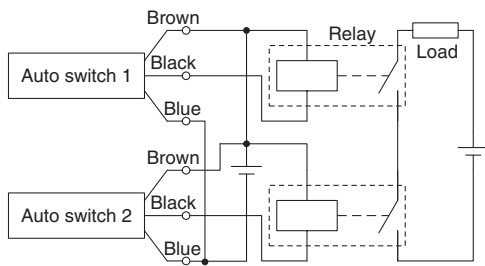 Brown
Relay
Load
Auto switch 1
Black
Blue
Brown
Auto switch 2
Black
Blue